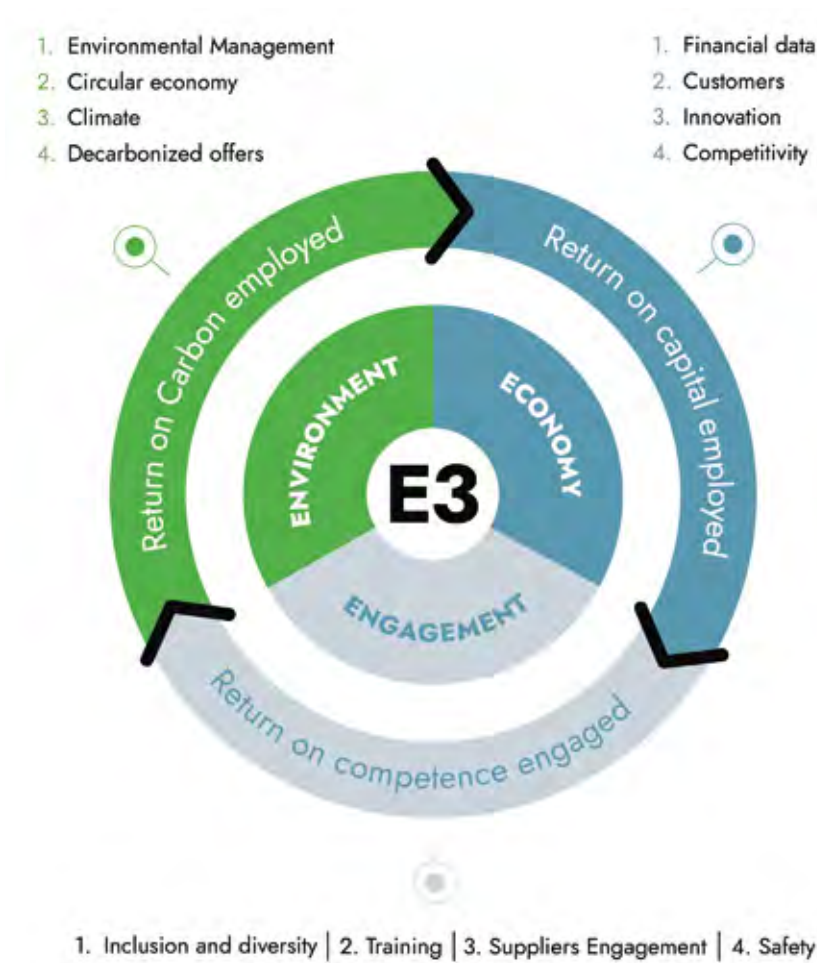 1. Environmental Management
2. Circular economy
3. Climate
4. Decarbonized offers
1. Financial data
2. Customers
3. Innovation
4. Competitivity
Return on Carbon employed
Return on capital employed
ENVIRONMENT
ECONOMY
E3
ENGAGEMENT
Return on competence engaged
1. Inclusion and diversity | 2. Training | 3. Suppliers Engagement | 4. Safety